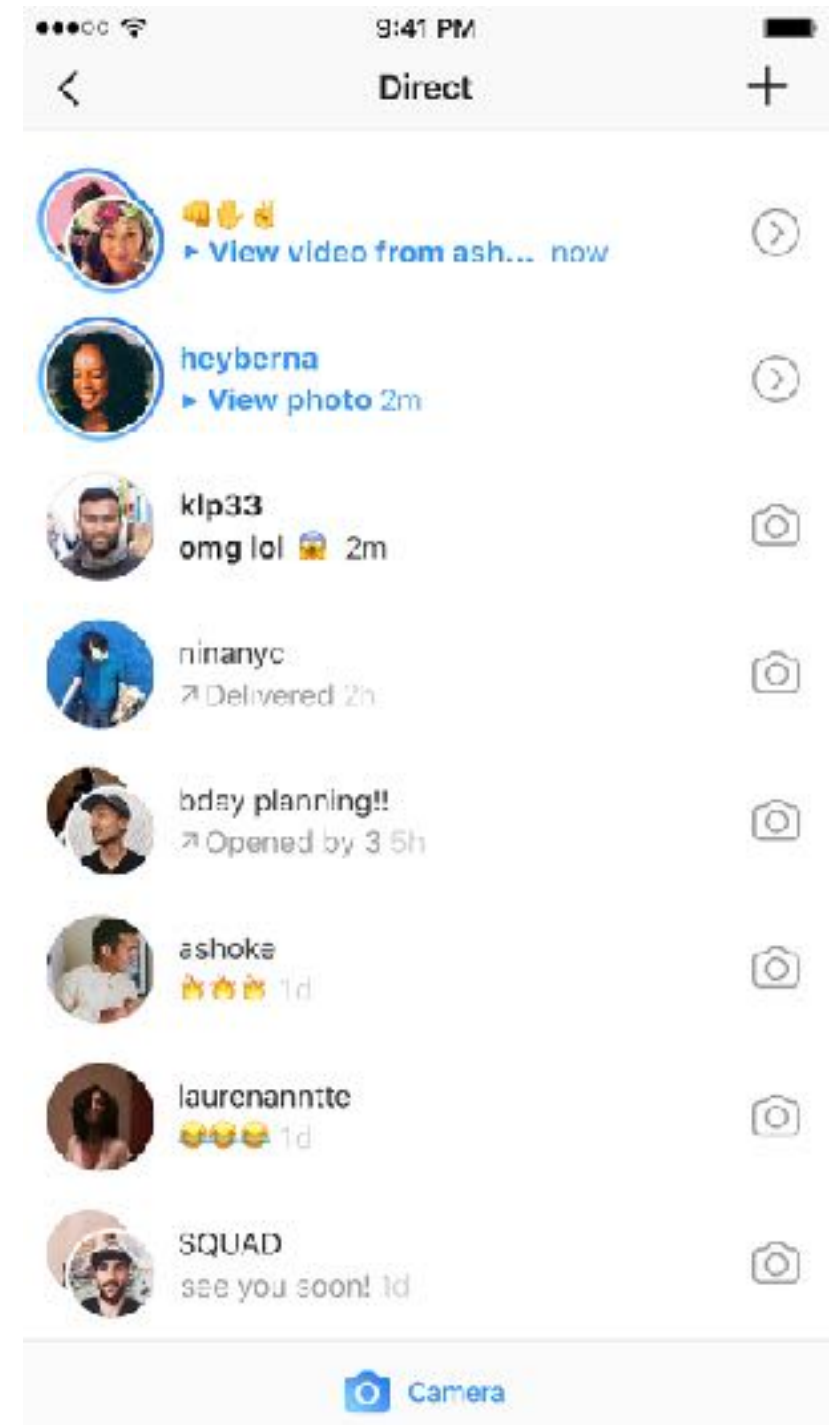 9:41 PM
Direct
👊✋✌
▸ View video from ash... now
heyberna
▸ View photo 2m
klp33
omg lol 😱 2m
ninanyc
↗ Delivered 2h
bday planning!!
↗ Opened by 3 5h
ashoke
🔥🔥🔥 1d
laurenanntte
😂😂😂 1d
SQUAD
see you soon! 1d
Camera